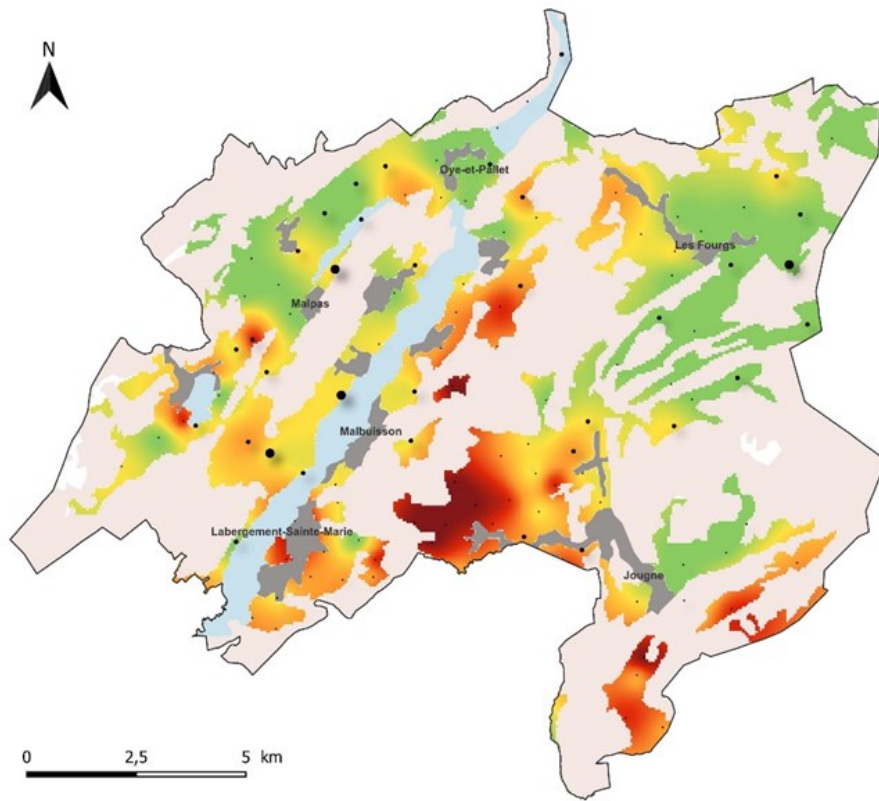 N
Oye-et-Pallet
Les Fourgs
Malpas
Malbuisson
Labergement-Sainte-Marie
Jougne
0 2,5 5 km